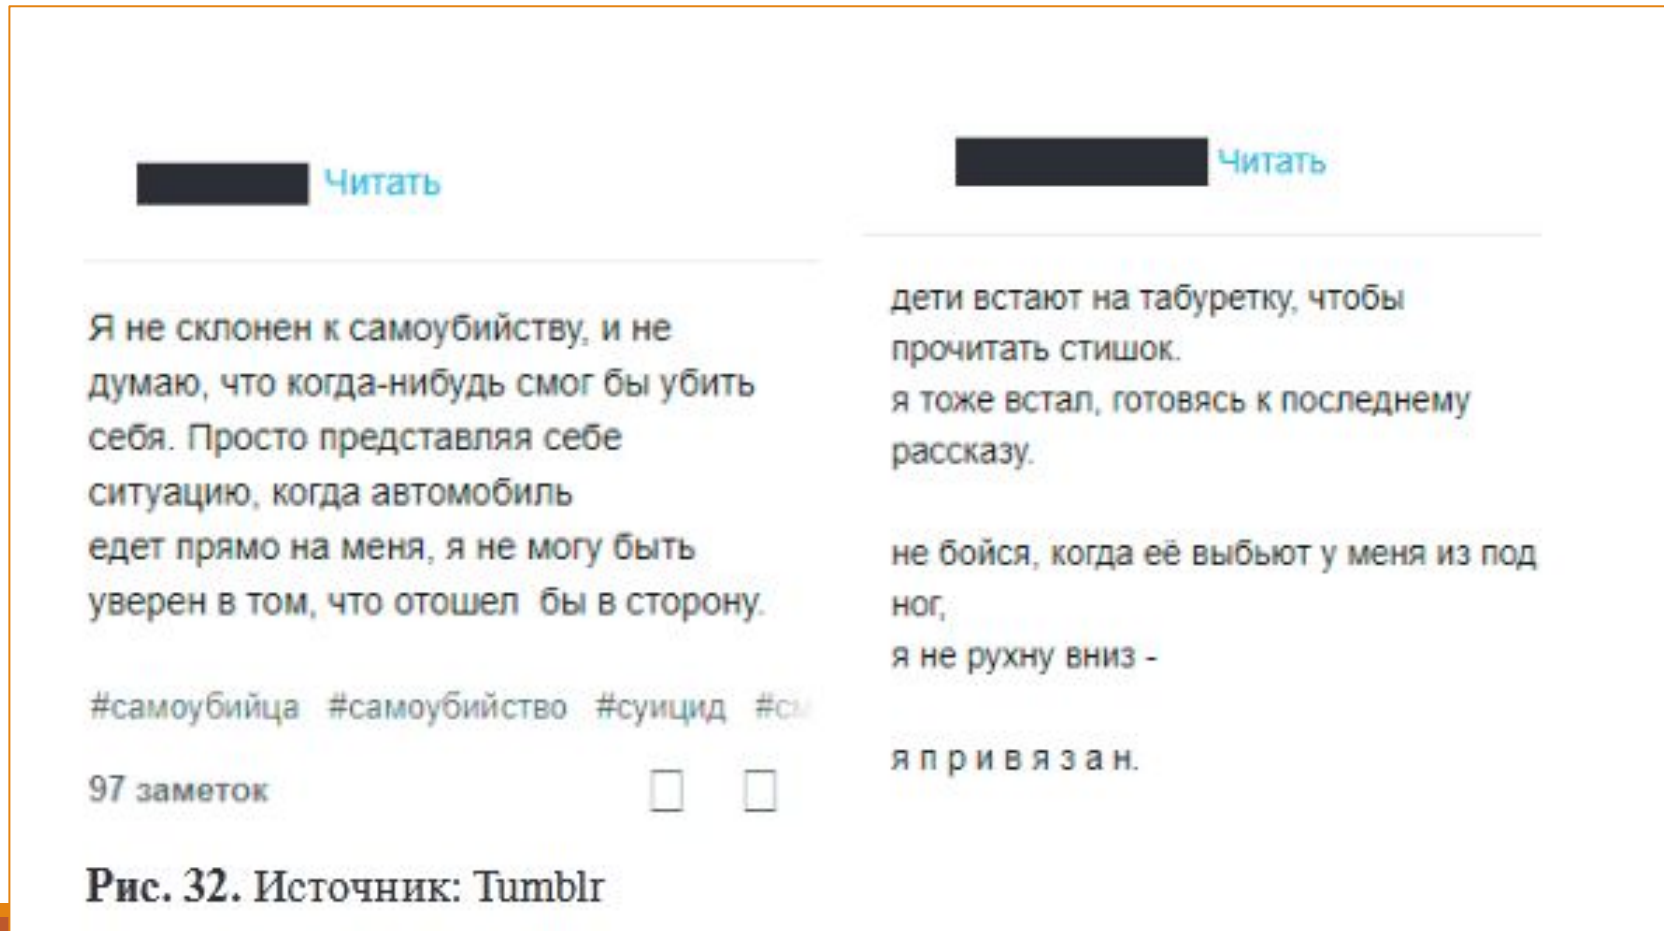 Читать
Я не склонен к самоубийству, и не
думаю, что когда-нибудь смог бы убить
себя. Просто представляя себе
ситуацию, когда автомобиль
едет прямо на меня, я не могу быть
уверен в том, что отошел бы в сторону.
#самоубийца #самоубийство #суицид #см
97 заметок
Читать
дети встают на табуретку, чтобы
прочитать стишок.
я тоже встал, готовясь к последнему
рассказу.
не бойся, когда её выбьют у меня из под
ног,
я не рухну вниз -
я п р и в я з а н.
Рис. 32. Источник: Tumblr